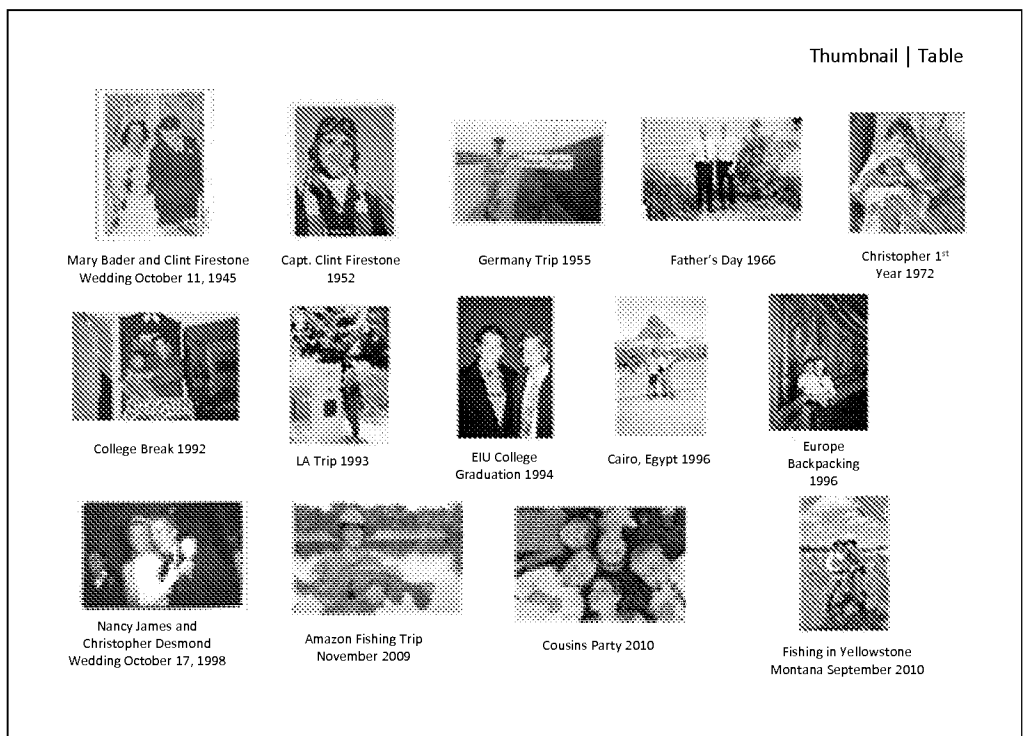 Thumbnail | Table
Mary Bader and Clint Firestone
Wedding October 11, 1945
Capt. Clint Firestone
1952
Germany Trip 1955
Father's Day 1966
Christopher 1st
Year 1972
College Break 1992
LA Trip 1993
EIU College
Graduation 1994
Cairo, Egypt 1996
Europe
Backpacking
1996
Nancy James and
Christopher Desmond
Wedding October 17, 1998
Amazon Fishing Trip
November 2009
Cousins Party 2010
Fishing in Yellowstone
Montana September 2010